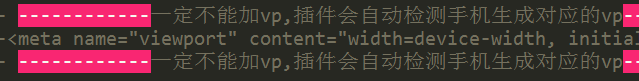 - ------------一定不能加vp,插件会自动检测手机生成对应的vp--
-<meta name="viewport" content="width=device-width, initial
- ------------一定不能加vp,插件会自动检测手机生成对应的vp--